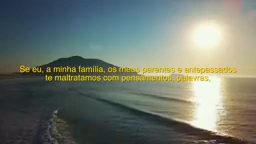 Se eu, a minha família, os meus parentes e antepassados
te maltratamos com pensamentos, palavras,